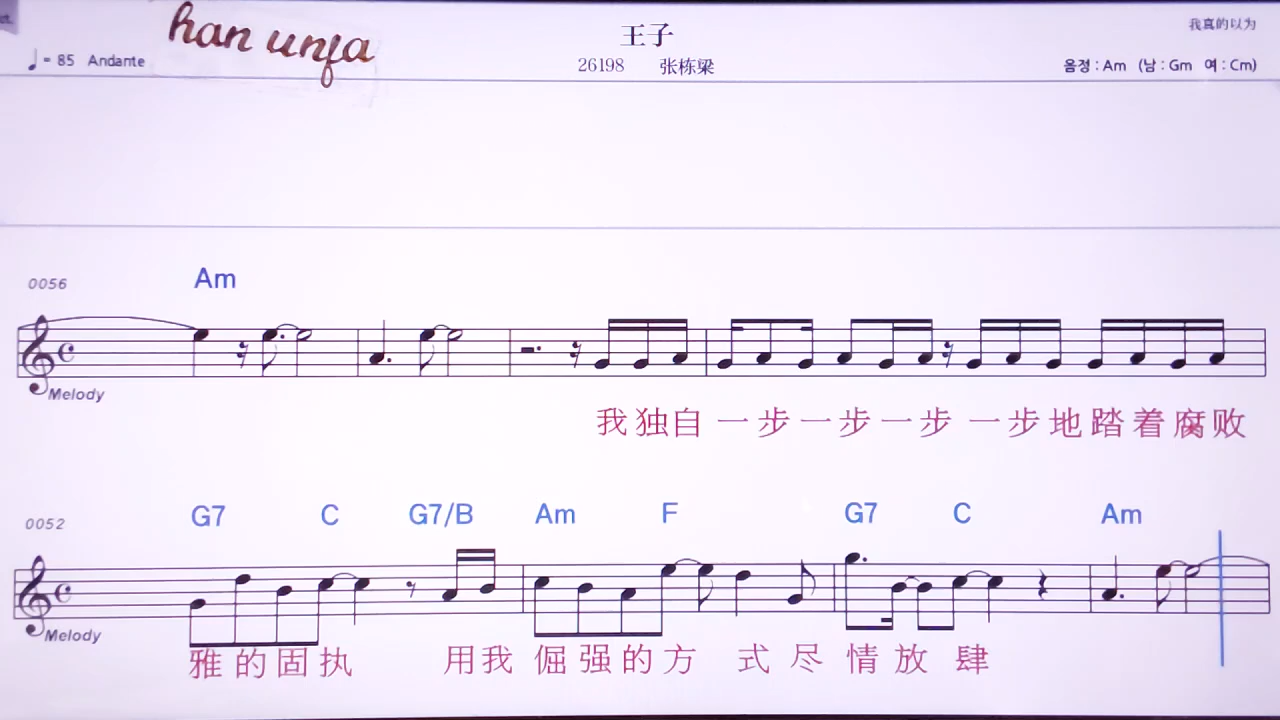 han unfa
王子
我真的以为
♩= 85 Andante
26198 张栋梁
음정 : Am (남 : Gm 여 : Cm)
0056
Am
Melody
我独自一步一步一步一步地踏着腐败
0052
G7 C G7/B Am F G7 C Am
Melody
雅的固执 用我倔强的方式尽情放肆